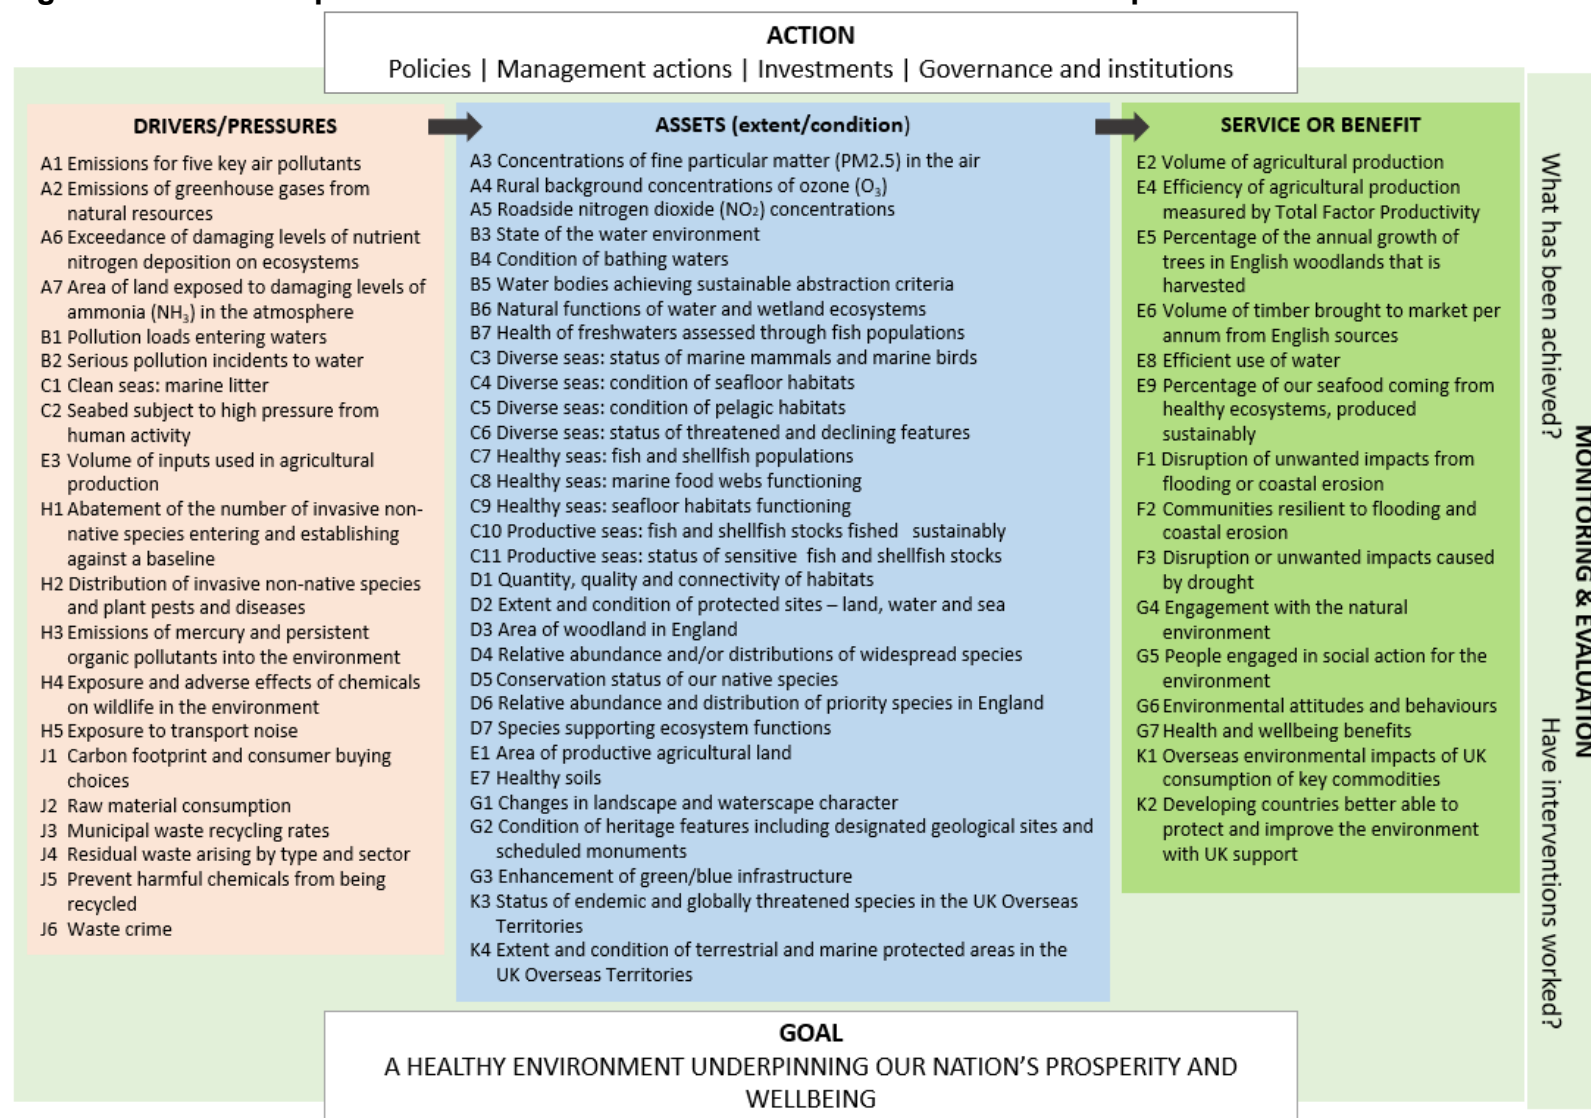 ACTION
Policies | Management actions | Investments | Governance and institutions
DRIVERS/PRESSURES
A1 Emissions for five key air pollutants
A2 Emissions of greenhouse gases from
natural resources
A6 Exceedance of damaging levels of nutrient
nitrogen deposition on ecosystems
A7 Area of land exposed to damaging levels of
ammonia (NH₃) in the atmosphere
B1 Pollution loads entering waters
B2 Serious pollution incidents to water
C1 Clean seas: marine litter
C2 Seabed subject to high pressure from
human activity
E3 Volume of inputs used in agricultural
production
H1 Abatement of the number of invasive non-
native species entering and establishing
against a baseline
H2 Distribution of invasive non-native species
and plant pests and diseases
H3 Emissions of mercury and persistent
organic pollutants into the environment
H4 Exposure and adverse effects of chemicals
on wildlife in the environment
H5 Exposure to transport noise
J1 Carbon footprint and consumer buying
choices
J2 Raw material consumption
J3 Municipal waste recycling rates
J4 Residual waste arising by type and sector
J5 Prevent harmful chemicals from being
recycled
J6 Waste crime
ASSETS (extent/condition)
A3 Concentrations of fine particular matter (PM2.5) in the air
A4 Rural background concentrations of ozone (O₃)
A5 Roadside nitrogen dioxide (NO₂) concentrations
B3 State of the water environment
B4 Condition of bathing waters
B5 Water bodies achieving sustainable abstraction criteria
B6 Natural functions of water and wetland ecosystems
B7 Health of freshwaters assessed through fish populations
C3 Diverse seas: status of marine mammals and marine birds
C4 Diverse seas: condition of seafloor habitats
C5 Diverse seas: condition of pelagic habitats
C6 Diverse seas: status of threatened and declining features
C7 Healthy seas: fish and shellfish populations
C8 Healthy seas: marine food webs functioning
C9 Healthy seas: seafloor habitats functioning
C10 Productive seas: fish and shellfish stocks fished sustainably
C11 Productive seas: status of sensitive fish and shellfish stocks
D1 Quantity, quality and connectivity of habitats
D2 Extent and condition of protected sites – land, water and sea
D3 Area of woodland in England
D4 Relative abundance and/or distributions of widespread species
D5 Conservation status of our native species
D6 Relative abundance and distribution of priority species in England
D7 Species supporting ecosystem functions
E1 Area of productive agricultural land
E7 Healthy soils
G1 Changes in landscape and waterscape character
G2 Condition of heritage features including designated geological sites and
scheduled monuments
G3 Enhancement of green/blue infrastructure
K3 Status of endemic and globally threatened species in the UK Overseas
Territories
K4 Extent and condition of terrestrial and marine protected areas in the
UK Overseas Territories
SERVICE OR BENEFIT
E2 Volume of agricultural production
E4 Efficiency of agricultural production
measured by Total Factor Productivity
E5 Percentage of the annual growth of
trees in English woodlands that is
harvested
E6 Volume of timber brought to market per
annum from English sources
E8 Efficient use of water
E9 Percentage of our seafood coming from
healthy ecosystems, produced
sustainably
F1 Disruption of unwanted impacts from
flooding or coastal erosion
F2 Communities resilient to flooding and
coastal erosion
F3 Disruption or unwanted impacts caused
by drought
G4 Engagement with the natural
environment
G5 People engaged in social action for the
environment
G6 Environmental attitudes and behaviours
G7 Health and wellbeing benefits
K1 Overseas environmental impacts of UK
consumption of key commodities
K2 Developing countries better able to
protect and improve the environment
with UK support
MONITORING & EVALUATION
What has been achieved?
Have interventions worked?
GOAL
A HEALTHY ENVIRONMENT UNDERPINNING OUR NATION'S PROSPERITY AND
WELLBEING